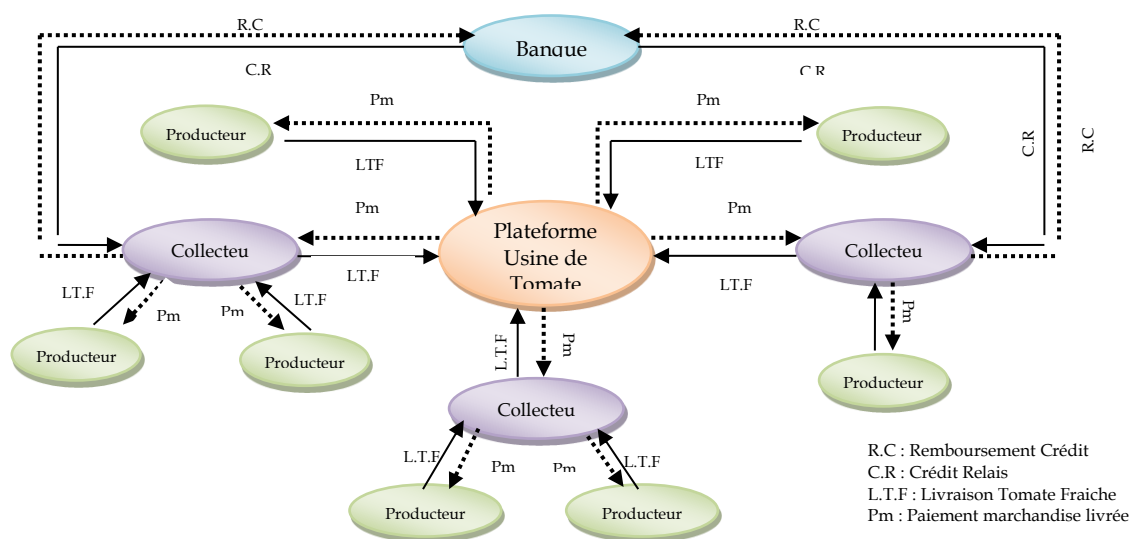 R.C
R.C
Banque
C.R
C.R
Pm
Pm
Producteur
Producteur
C.R
R.C
LTF
LTF
Pm
Plateforme
Usine de
Tomate
Pm
Collecteu
Collecteu
LT.F
L.T.F
LT.F
L.T.F
Pm
Pm
Pm
Producteur
Producteur
L.T.F
Pm
Producteur
Collecteu
L.T.F
Pm
Pm
L.T.F
Producteur
Producteur
R.C : Remboursement Crédit
C.R : Crédit Relais
L.T.F : Livraison Tomate Fraiche
Pm : Paiement marchandise livrée